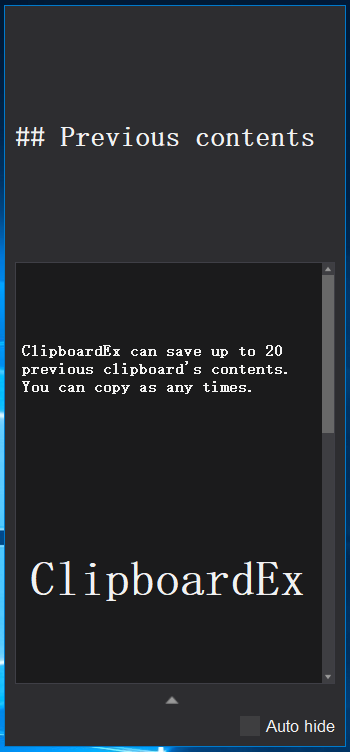 ## Previous contents
ClipboardEx can save up to 20
previous clipboard's contents.
You can copy as any times.
ClipboardEx
Auto hide